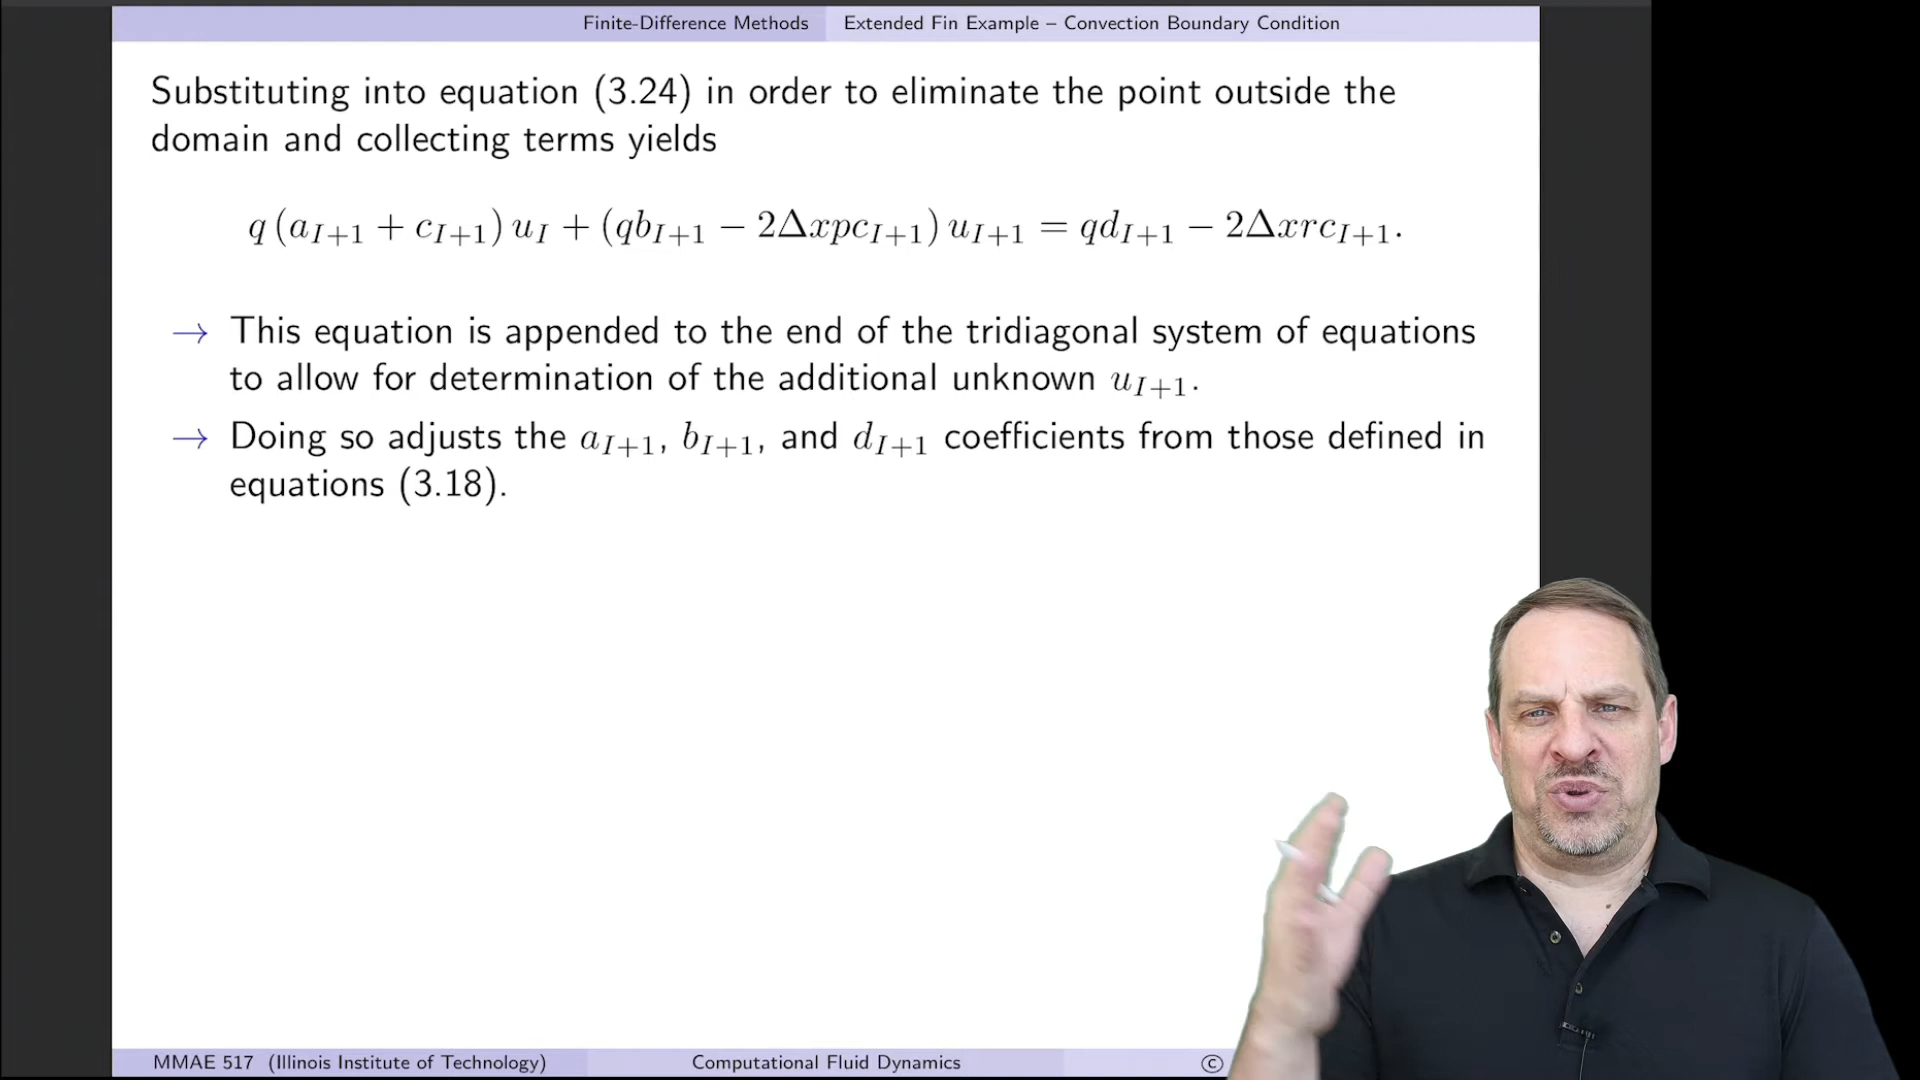 Finite-Difference Methods Extended Fin Example – Convection Boundary Condition
Substituting into equation (3.24) in order to eliminate the point outside the
domain and collecting terms yields
q (a_{I+1} + c_{I+1}) u_I + (qb_{I+1} − 2Δxpc_{I+1}) u_{I+1} = qd_{I+1} − 2Δxrc_{I+1}.
→ This equation is appended to the end of the tridiagonal system of equations
to allow for determination of the additional unknown u_{I+1}.
→ Doing so adjusts the a_{I+1}, b_{I+1}, and d_{I+1} coefficients from those defined in
equations (3.18).
MMAE 517 (Illinois Institute of Technology) Computational Fluid Dynamics ©